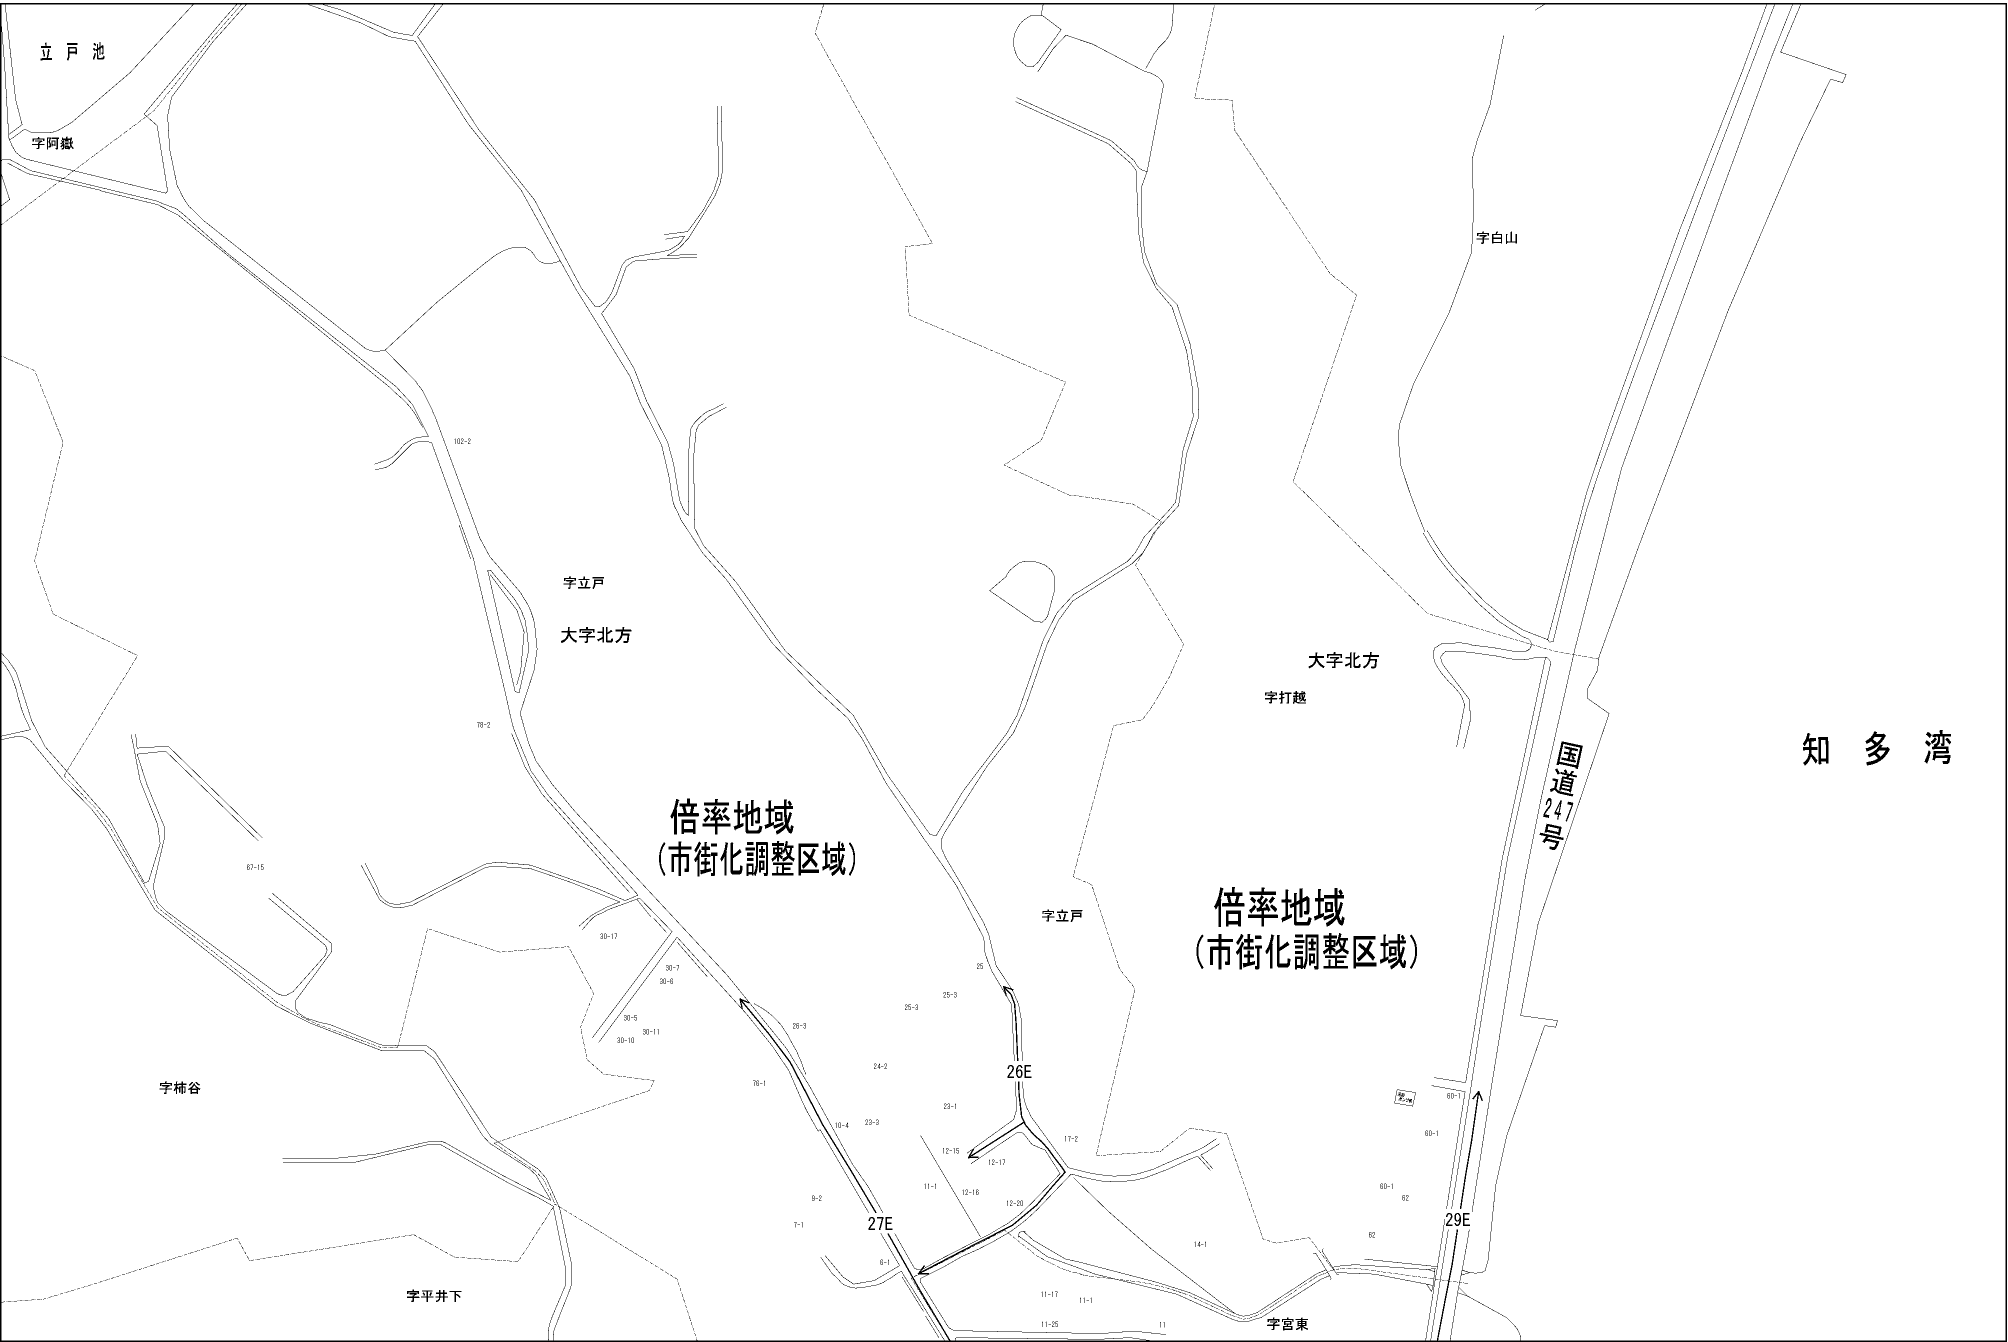 立戸池
字阿嶽
字白山
102-2
字立戸
大字北方
大字北方
字打越
78-2
国道247号
知多湾
倍率地域
(市街化調整区域)
67-15
倍率地域
(市街化調整区域)
字立戸
30-17
30-7
30-6
25
25-3
25-3
30-5
30-11
30-10
26-3
24-2
26E
76-1
字柿谷
60-1
23-1
10-4
23-3
60-1
17-2
12-15
12-17
11-1
12-16
60-1
62
9-2
12-20
7-1
27E
29E
62
14-1
6-1
字平井下
11-17
11-1
11-25
11
字宮東